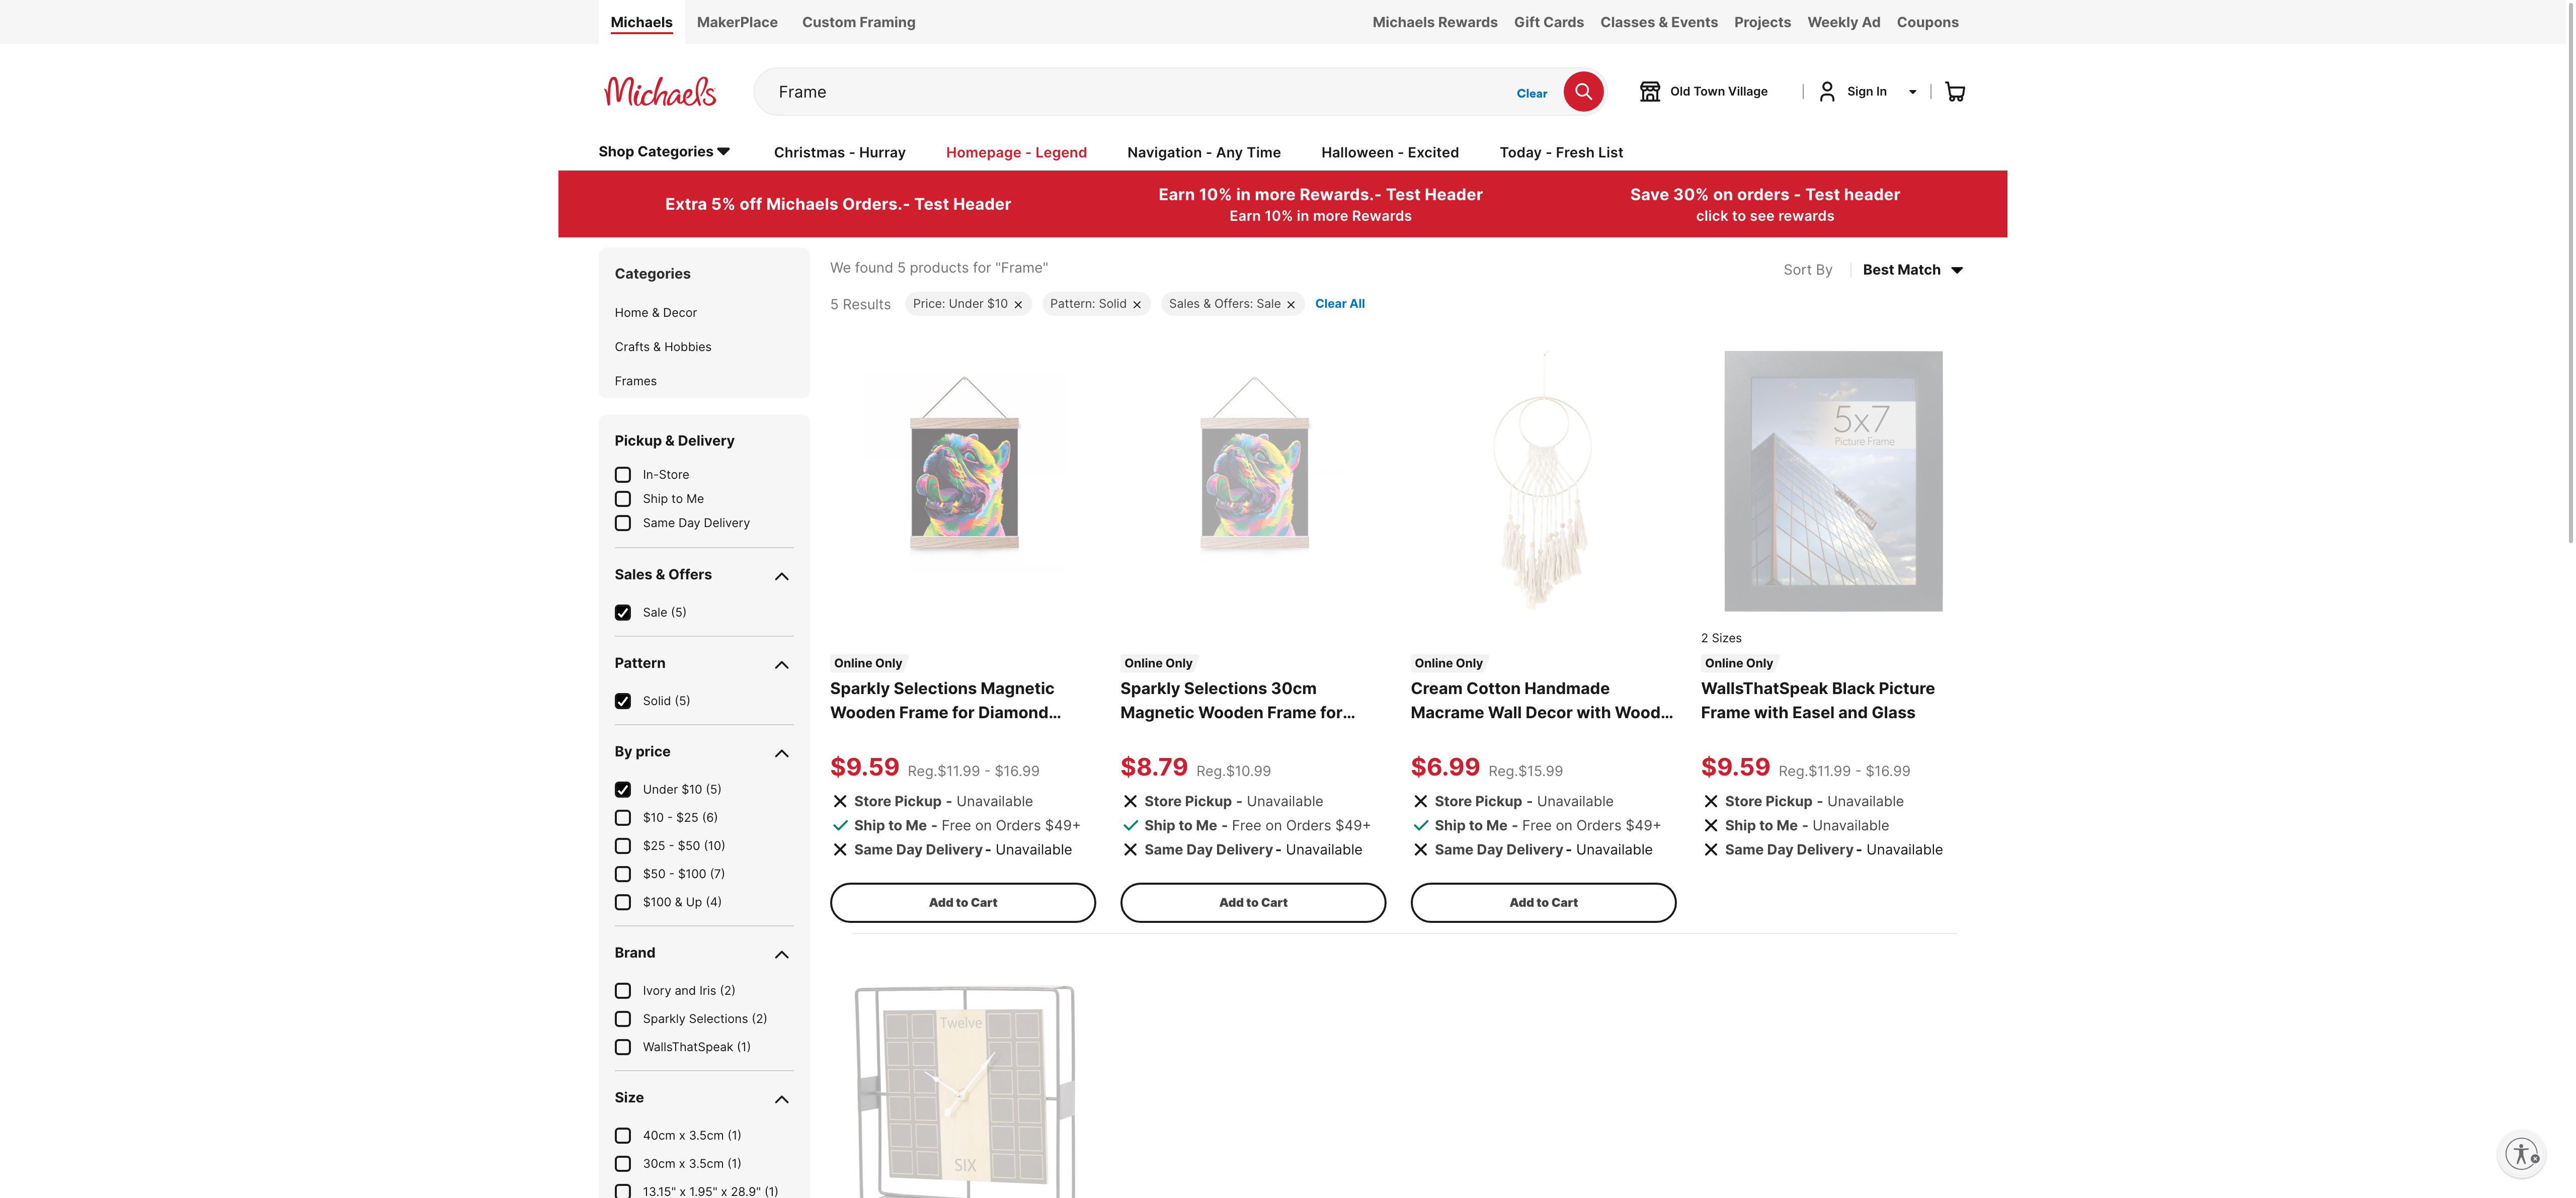 Michaels MakerPlace Custom Framing Michaels Rewards Gift Cards Classes & Events Projects Weekly Ad Coupons
Michaels Frame Clear Old Town Village Sign In
Shop Categories Christmas - Hurray Homepage - Legend Navigation - Any Time Halloween - Excited Today - Fresh List
Extra 5% off Michaels Orders.- Test Header
Earn 10% in more Rewards.- Test Header
Earn 10% in more Rewards
Save 30% on orders - Test header
click to see rewards
Categories
Home & Decor
Crafts & Hobbies
Frames
Pickup & Delivery
In-Store
Ship to Me
Same Day Delivery
Sales & Offers
Sale (5)
Pattern
Solid (5)
By price
Under $10 (5)
$10 - $25 (6)
$25 - $50 (10)
$50 - $100 (7)
$100 & Up (4)
Brand
Ivory and Iris (2)
Sparkly Selections (2)
WallsThatSpeak (1)
Size
40cm x 3.5cm (1)
30cm x 3.5cm (1)
13.15" x 1.95" x 28.9" (1)
We found 5 products for "Frame"
Sort By Best Match
5 Results Price: Under $10 Pattern: Solid Sales & Offers: Sale Clear All
Online Only
Sparkly Selections Magnetic
Wooden Frame for Diamond...
$9.59 Reg.$11.99 - $16.99
Store Pickup - Unavailable
Ship to Me - Free on Orders $49+
Same Day Delivery - Unavailable
Add to Cart
Online Only
Sparkly Selections 30cm
Magnetic Wooden Frame for...
$8.79 Reg.$10.99
Store Pickup - Unavailable
Ship to Me - Free on Orders $49+
Same Day Delivery - Unavailable
Add to Cart
Online Only
Cream Cotton Handmade
Macrame Wall Decor with Wood...
$6.99 Reg.$15.99
Store Pickup - Unavailable
Ship to Me - Free on Orders $49+
Same Day Delivery - Unavailable
Add to Cart
5x7
Picture Frame
2 Sizes
Online Only
WallsThatSpeak Black Picture
Frame with Easel and Glass
$9.59 Reg.$11.99 - $16.99
Store Pickup - Unavailable
Ship to Me - Unavailable
Same Day Delivery - Unavailable
Twelve
SIX